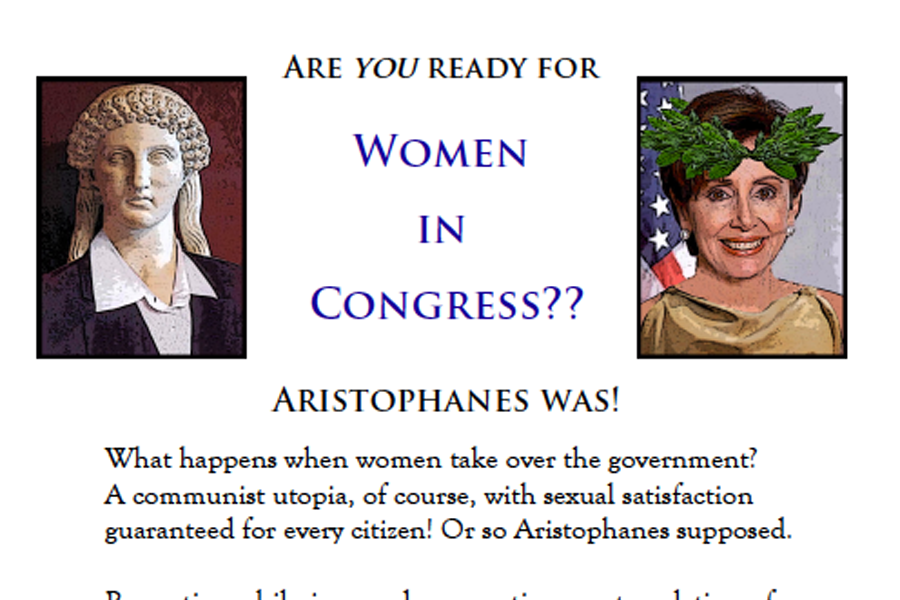 Are YOU ready for
Women
in
Congress??
Aristophanes was!
What happens when women take over the government?
A communist utopia, of course, with sexual satisfaction
guaranteed for every citizen! Or so Aristophanes supposed.